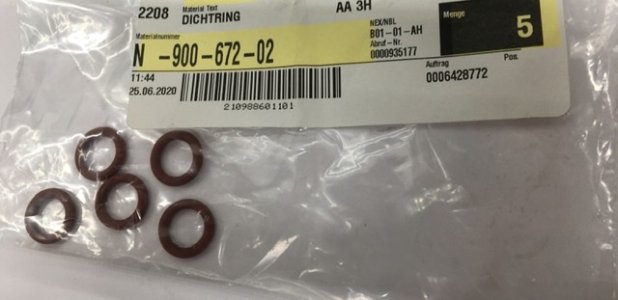 2208 Material Text AA 3H
DICHTRING
Materialnummer NEX/NBL Menge
N -900-672-02 B01-01-AH 5
Abruf-Nr.
0000935177
11:44 Auftrag Pos.
25.06.2020 0006428772
210988601101